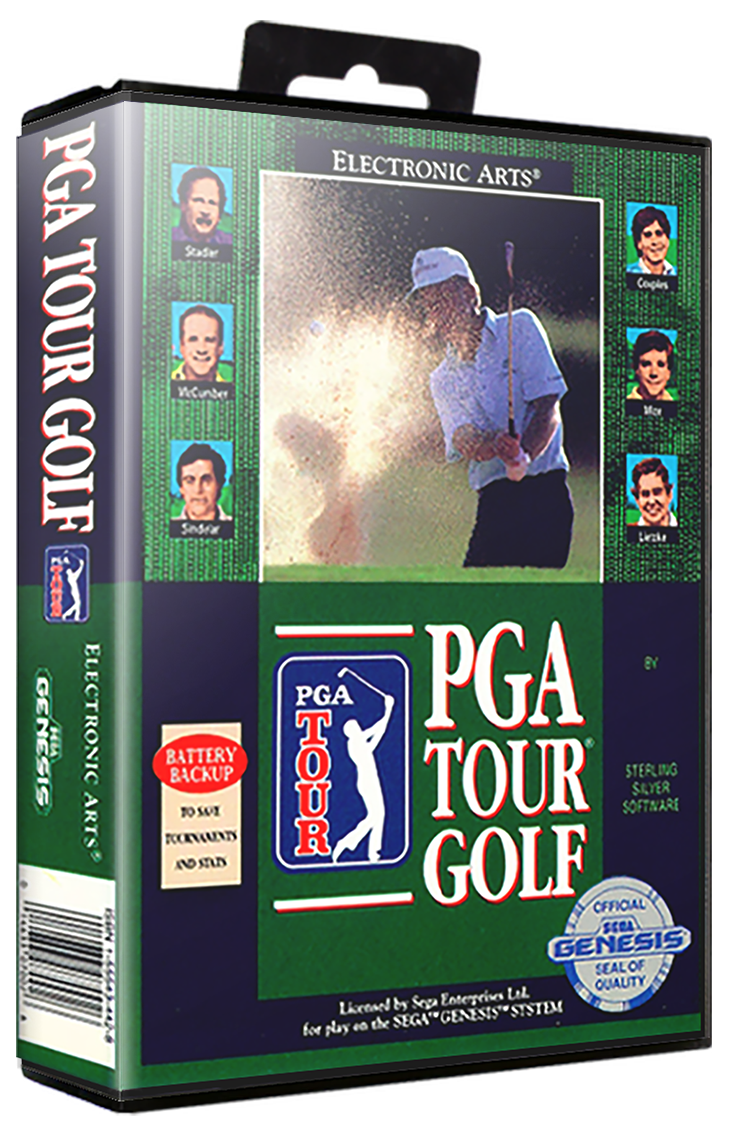 PGA TOUR GOLF
PGA
TOUR
ELECTRONIC ARTS®
SEGA
GENESIS
ELECTRONIC ARTS®
Stadler
McCumber
Sindelar
Couples
Mize
Lietzke
PGA
TOUR
PGA
TOUR®
GOLF
BY
STERLING
SILVER
SOFTWARE
BATTERY
BACKUP
TO SAVE
TOURNAMENTS
AND STATS
OFFICIAL
SEGA
GENESIS
SEAL OF
QUALITY
Licensed by Sega Enterprises Ltd.
for play on the SEGA™ GENESIS™ SYSTEM